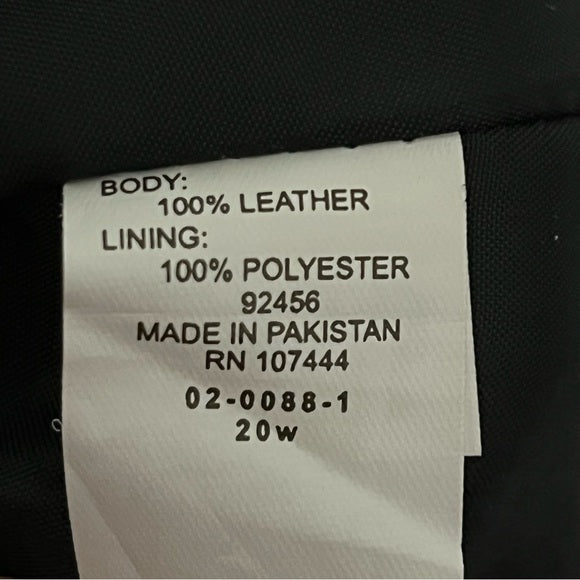 BODY:
100% LEATHER
LINING:
100% POLYESTER
92456
MADE IN PAKISTAN
RN 107444
02-0088-1
20w